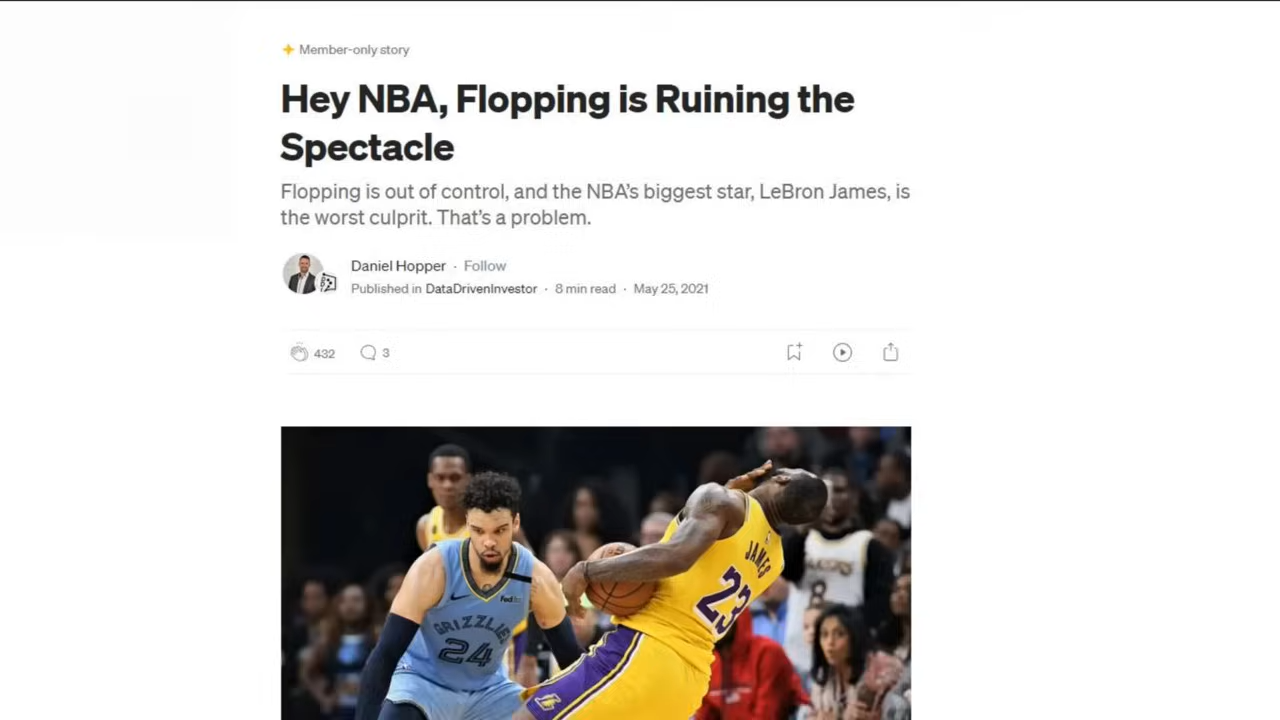 Member-only story
Hey NBA, Flopping is Ruining the
Spectacle
Flopping is out of control, and the NBA's biggest star, LeBron James, is
the worst culprit. That's a problem.
Daniel Hopper · Follow
Published in DataDrivenInvestor · 8 min read · May 25, 2021
432 3
JAMES
23
8
FedEx
GRIZZLIES
24